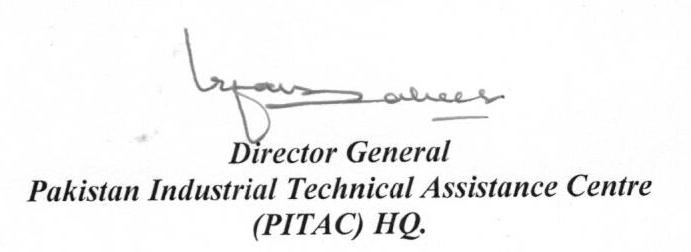 Director General
Pakistan Industrial Technical Assistance Centre
(PITAC) HQ.